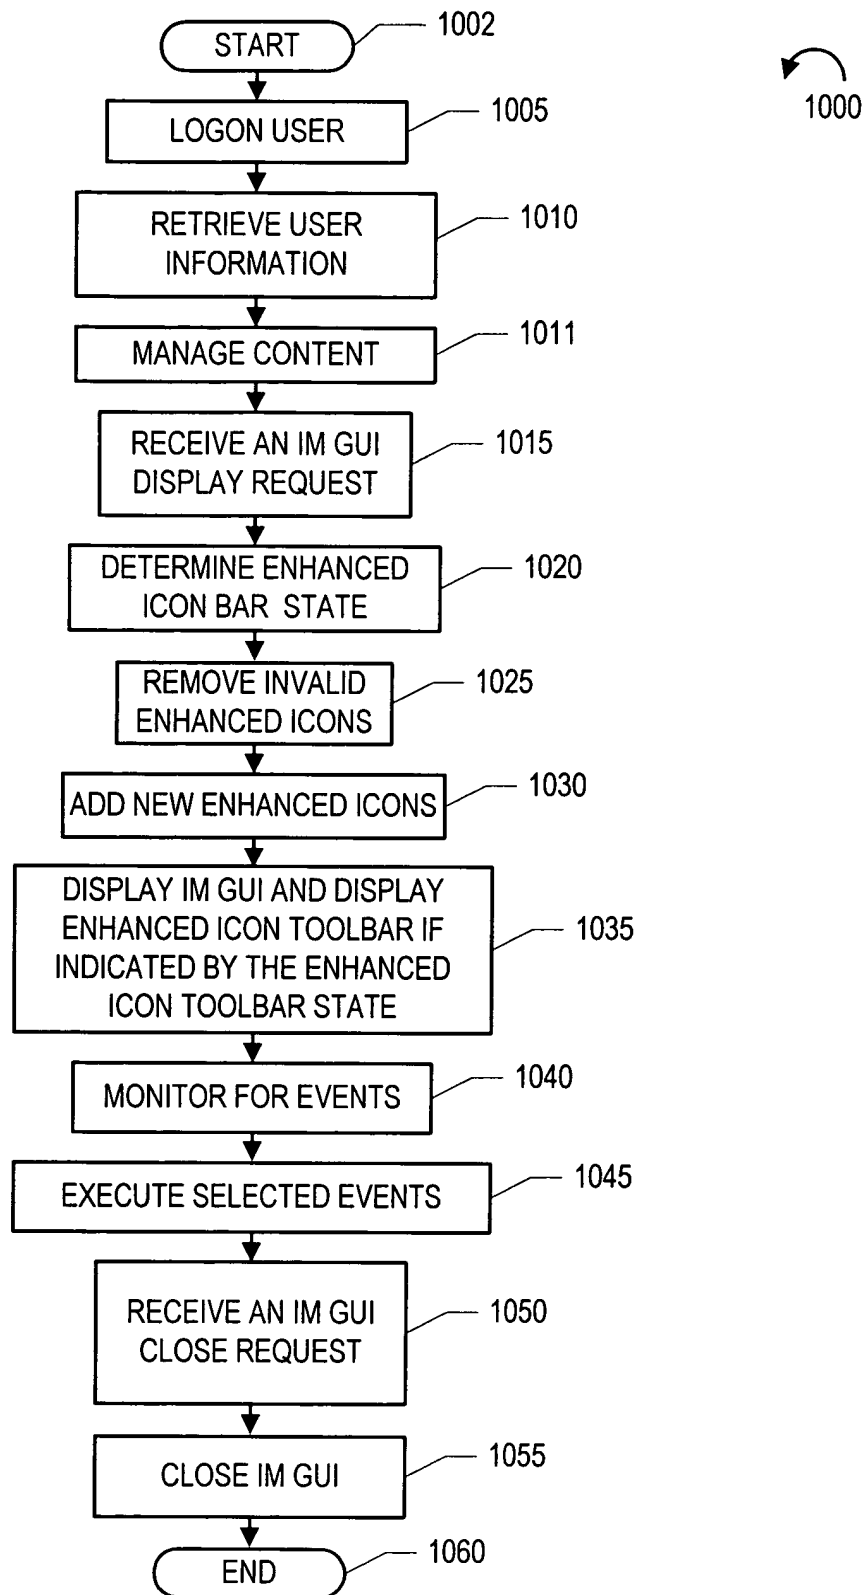 START
1002
1000
LOGON USER
1005
RETRIEVE USER
INFORMATION
1010
MANAGE CONTENT
1011
RECEIVE AN IM GUI
DISPLAY REQUEST
1015
DETERMINE ENHANCED
ICON BAR STATE
1020
REMOVE INVALID
ENHANCED ICONS
1025
ADD NEW ENHANCED ICONS
1030
DISPLAY IM GUI AND DISPLAY
ENHANCED ICON TOOLBAR IF
INDICATED BY THE ENHANCED
ICON TOOLBAR STATE
1035
MONITOR FOR EVENTS
1040
EXECUTE SELECTED EVENTS
1045
RECEIVE AN IM GUI
CLOSE REQUEST
1050
CLOSE IM GUI
1055
END
1060